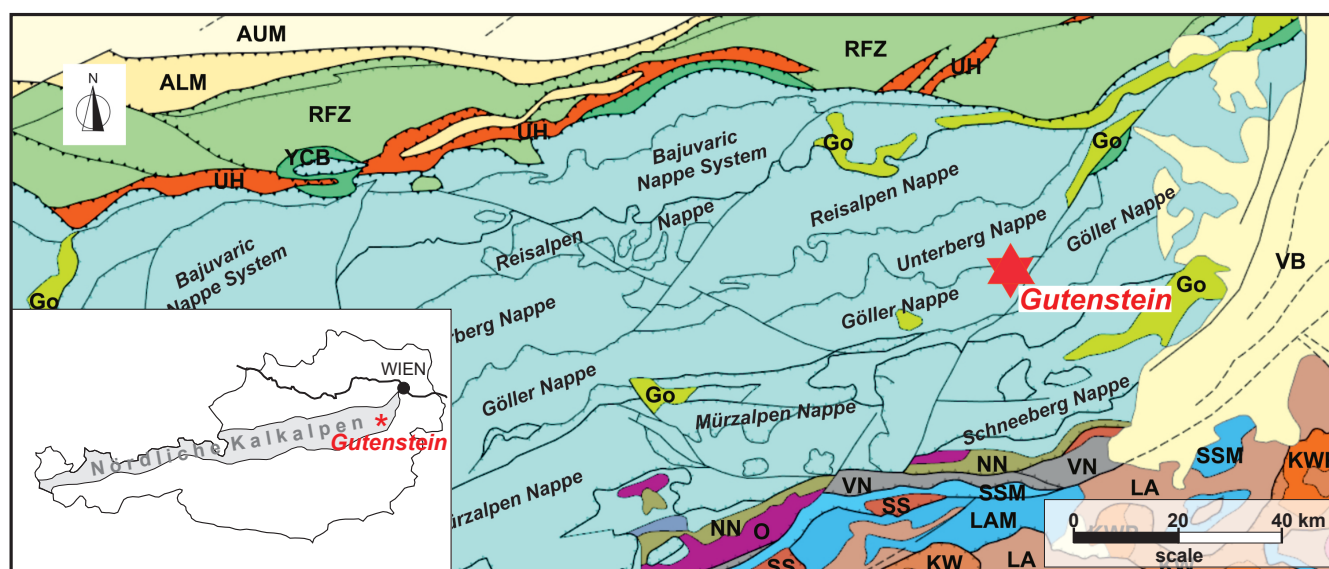 AUM
RFZ
UH
ALM
N
RFZ
UH
YCB
UH
Go
Go
Bajuvaric
Nappe System
Reisalpen Nappe
Nappe
Reisalpen
Göller Nappe
Unterberg Nappe
Bajuvaric
Nappe System
Go
VB
Go
Gutenstein
Göller Nappe
rberg Nappe
WIEN
Göller Nappe
Go
Mürzalpen Nappe
Schneeberg Nappe
Nördliche Kalkalpen
*
Gutenstein
NN
VN
SSM
KWP
VN
SSM
LA
ürzalpen Nappe
SS
NN
O
LAM
0 20 40 km
scale
SS
KW
LA